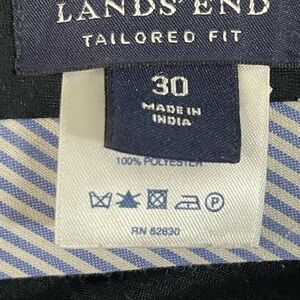 LANDS' END
TAILORED FIT
30
MADE IN
INDIA
100% POLYESTER
P
RN 62830